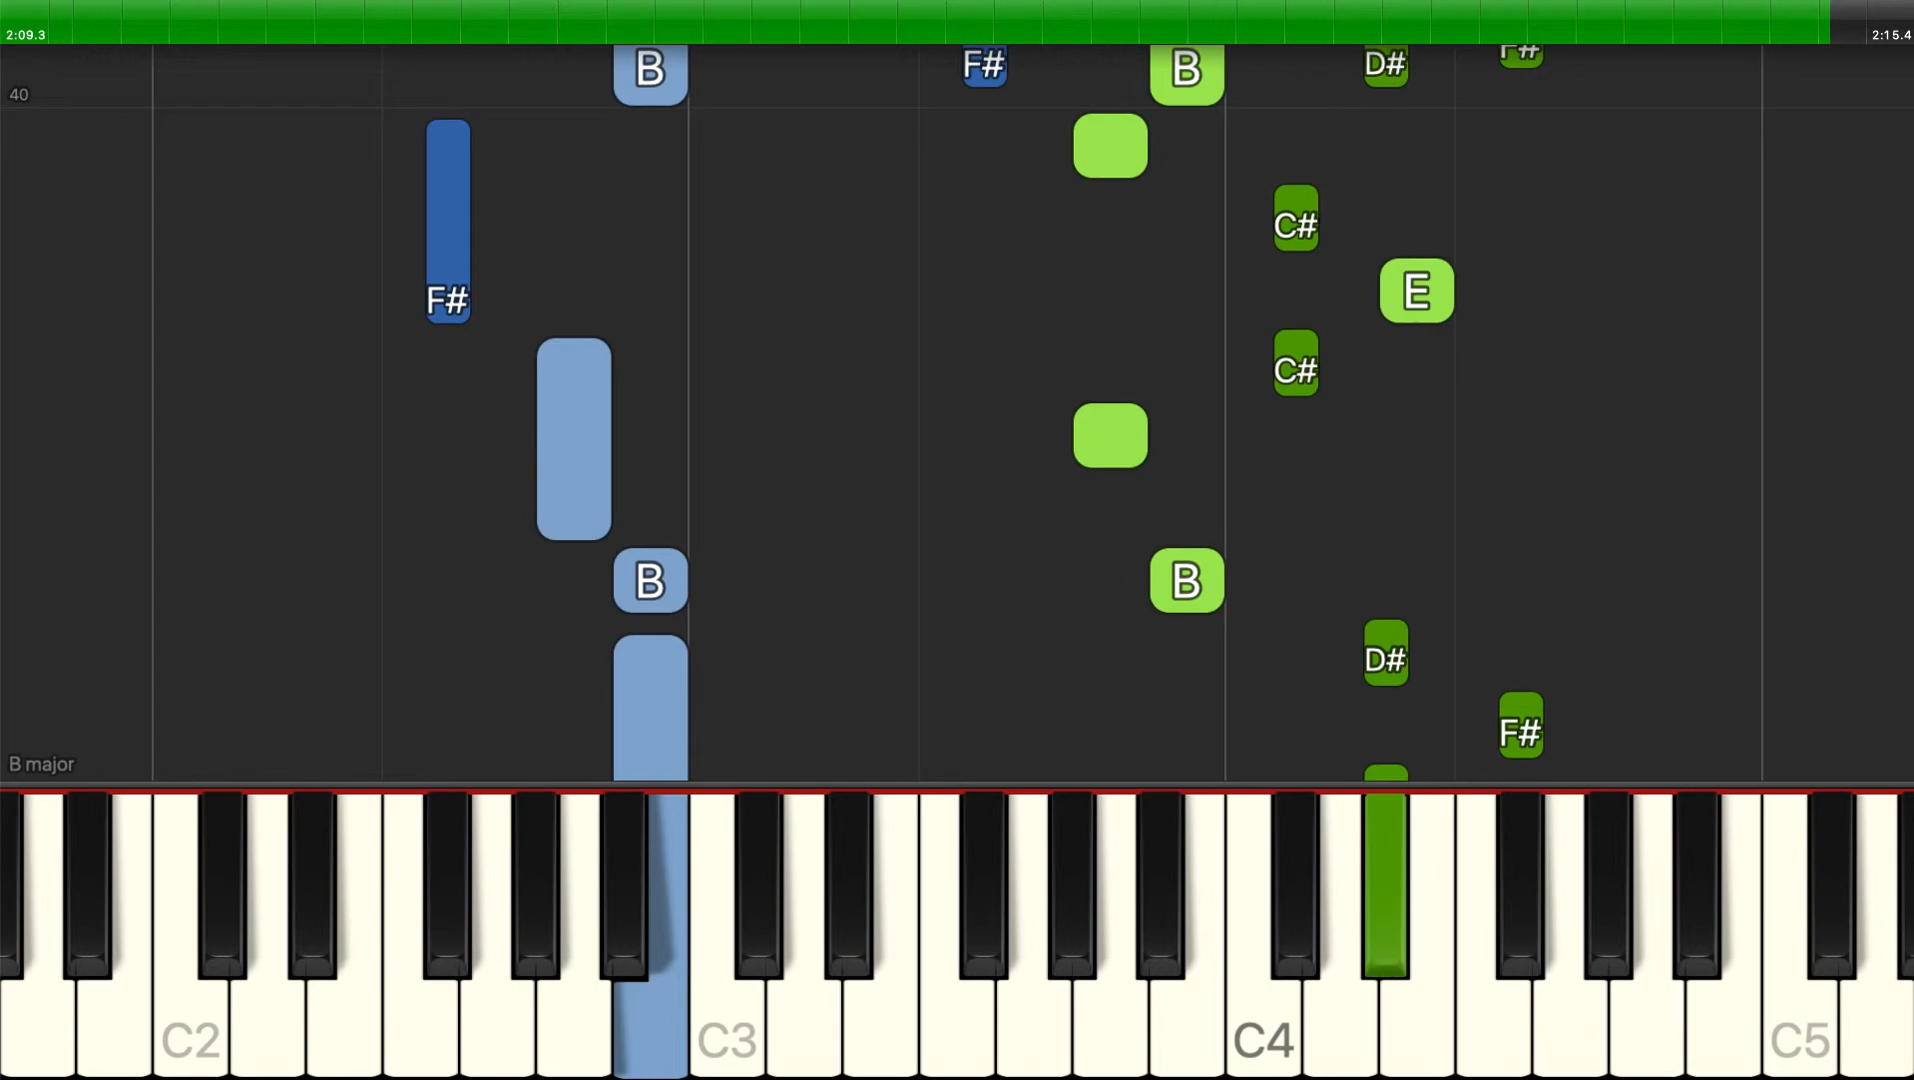 2:09.3 2:15.4
B F# B D# F#
40
C#
E
F#
C#
B B
D#
F#
B major
C2 C3 C4 C5